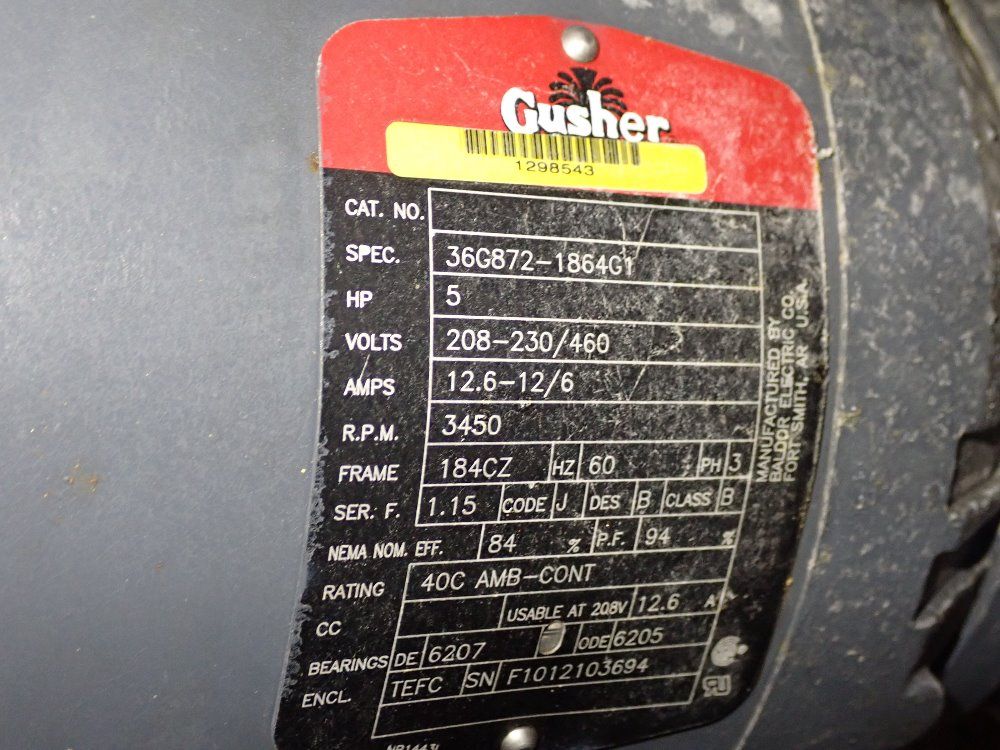 Gusher
1298543
CAT. NO.
SPEC. 36G872-1864G1
HP 5
VOLTS 208-230/460
AMPS 12.6-12/6
R.P.M. 3450
FRAME 184CZ HZ 60 PH 3
SER. F. 1.15 CODE J DES B CLASS B
NEMA NOM. EFF. 84 % P.F. 94 %
RATING 40C AMB-CONT
CC USABLE AT 208V 12.6 A
BEARINGS DE 6207 ODE 6205
ENCL. TEFC SN F1012103694
MANUFACTURED BY
BALDOR ELECTRIC CO.
FORT SMITH, AR U.S.A.